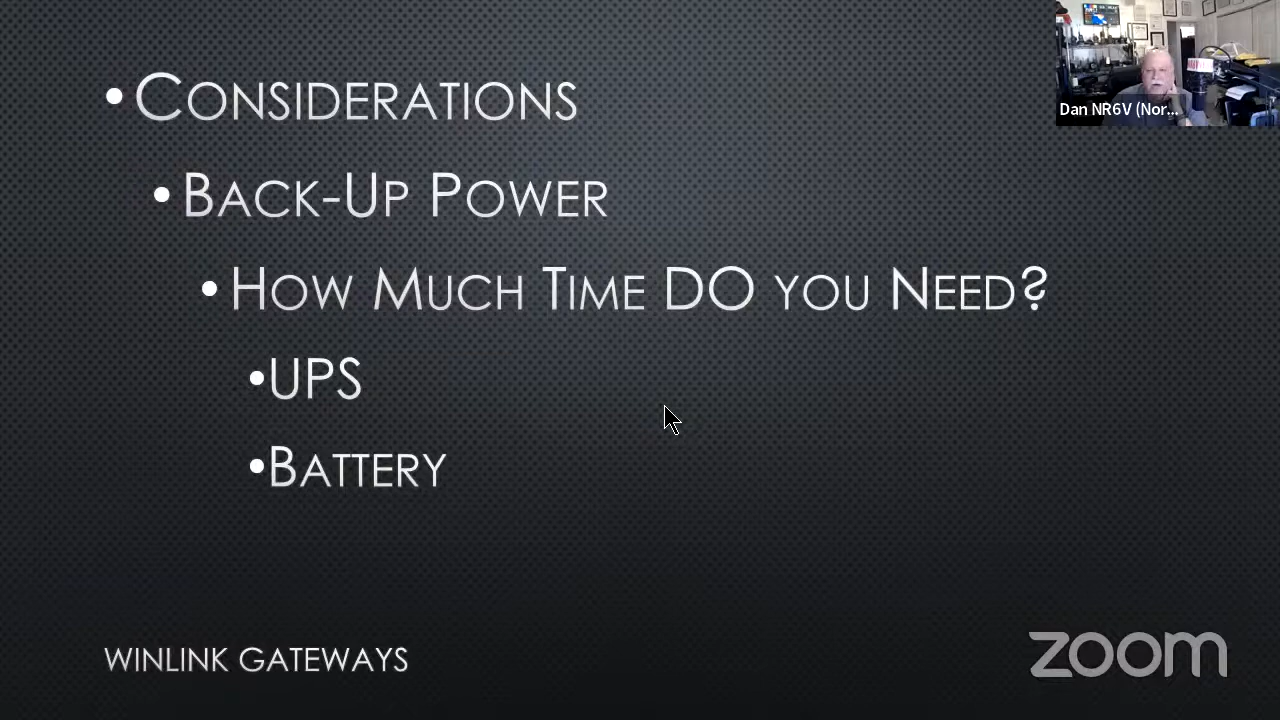 • Considerations
• Back-Up Power
• How Much Time DO you Need?
• UPS
• Battery
WINLINK GATEWAYS
Dan NR6V (Nor...
zoom